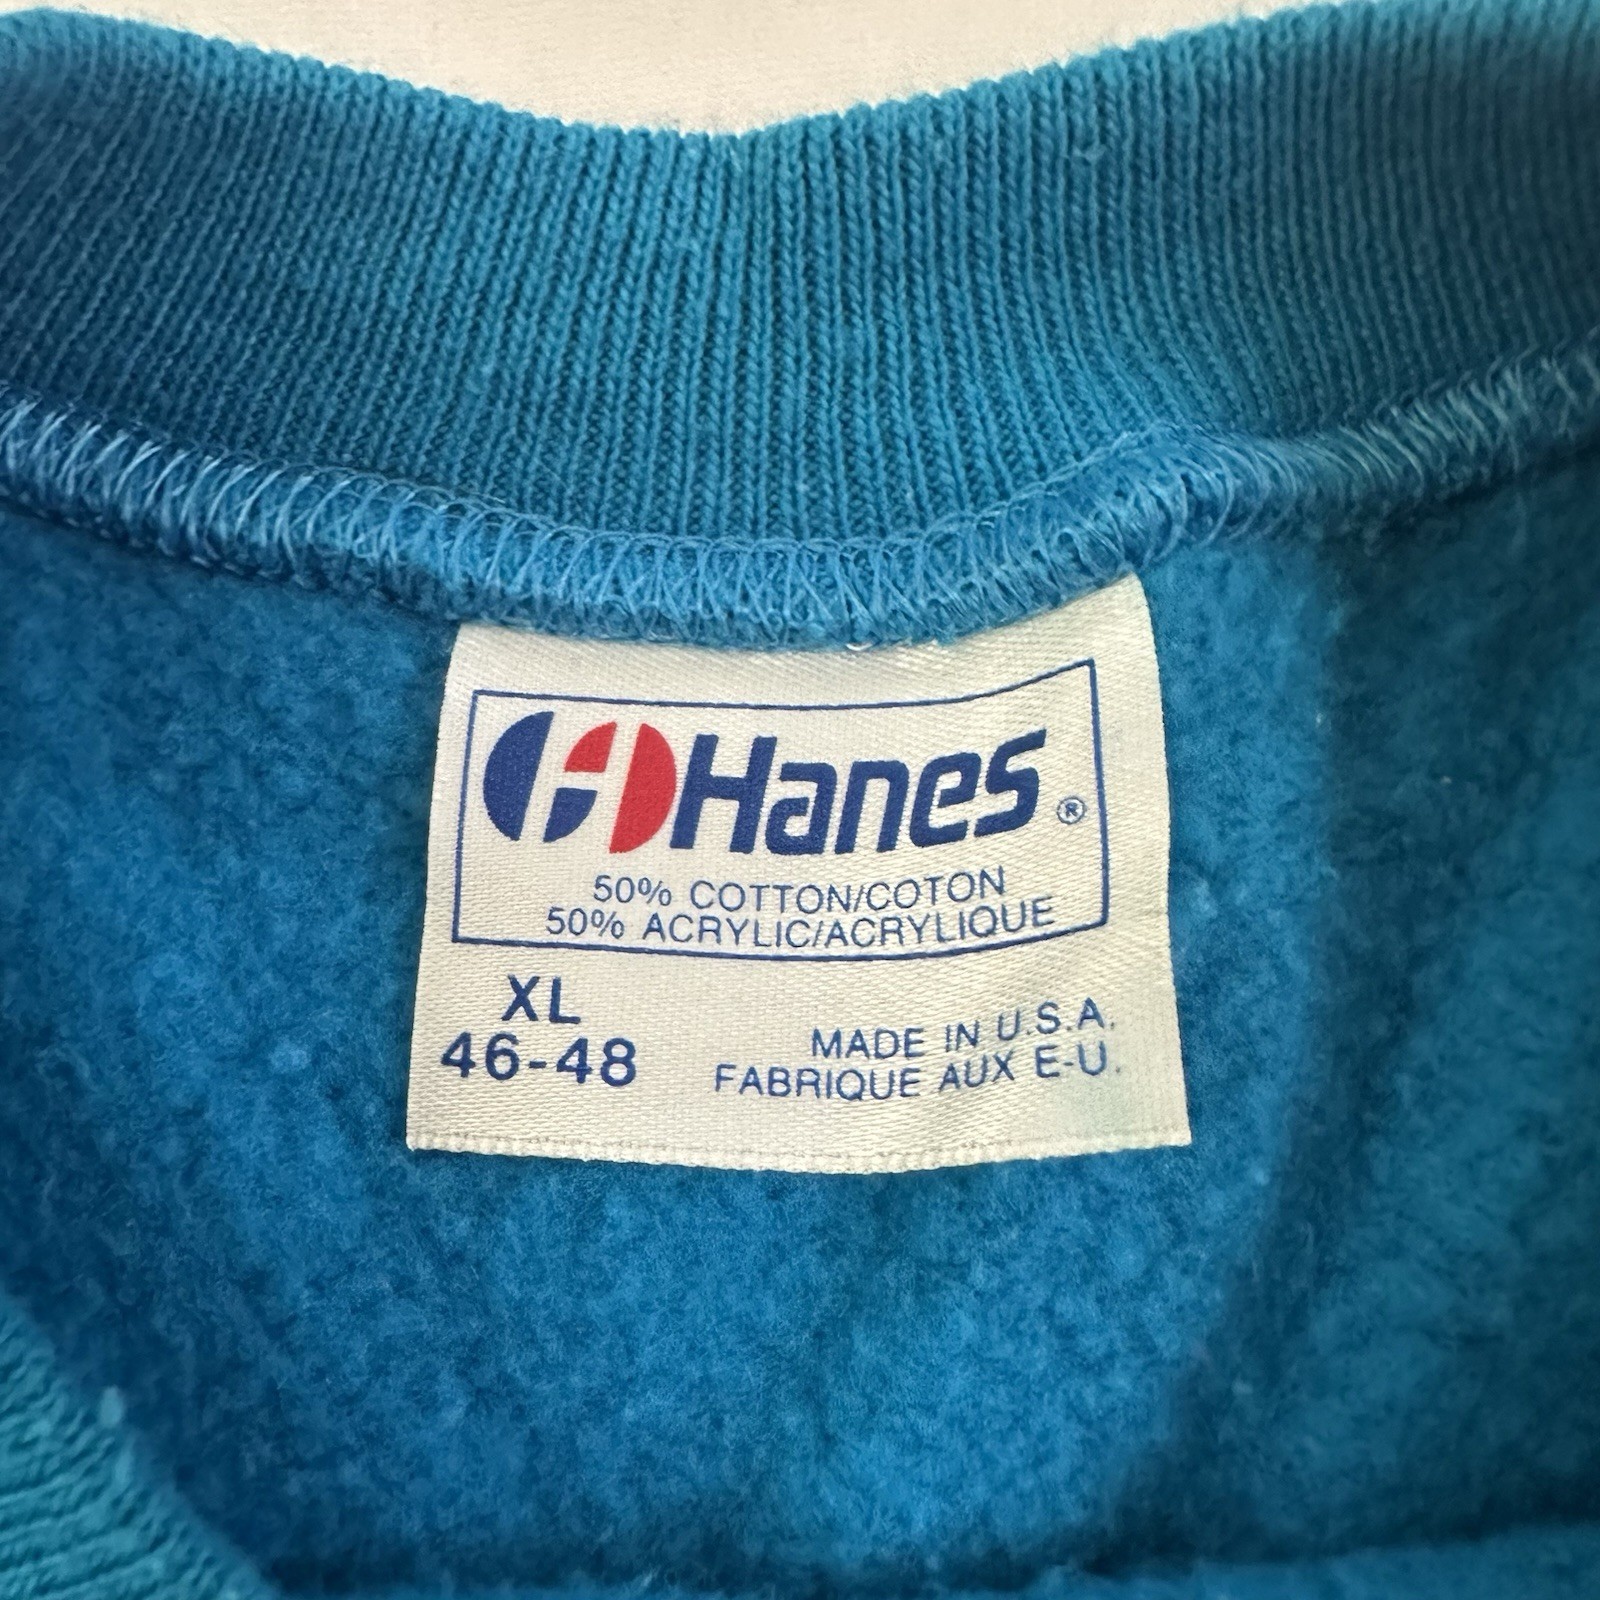 Hanes ®
50% COTTON/COTON
50% ACRYLIC/ACRYLIQUE
XL
46-48
MADE IN U.S.A.
FABRIQUE AUX E-U.